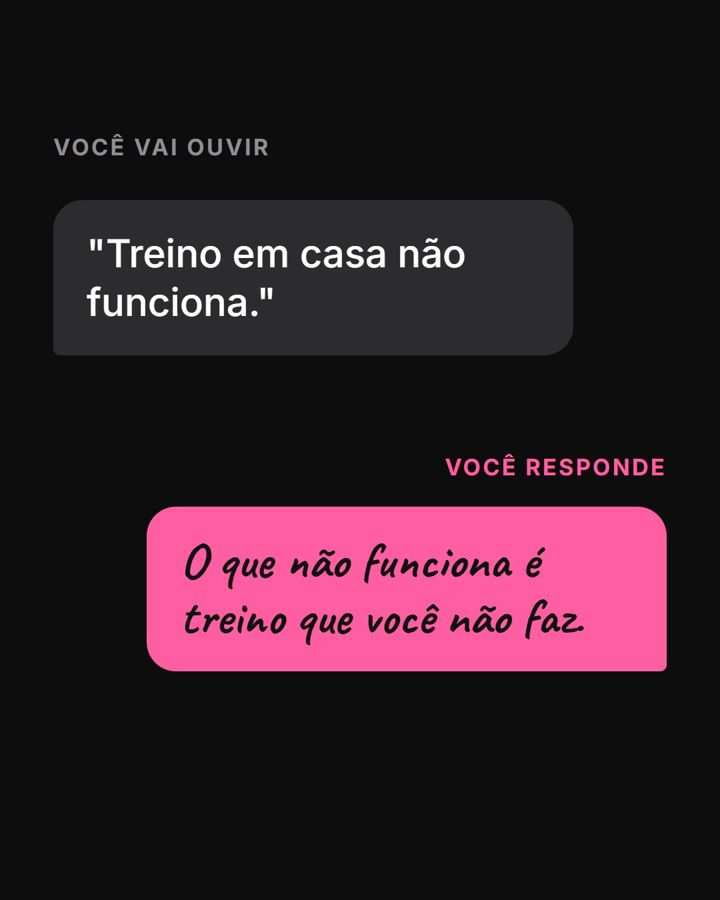 VOCÊ VAI OUVIR
"Treino em casa não
funciona."
VOCÊ RESPONDE
O que não funciona é
treino que você não faz.